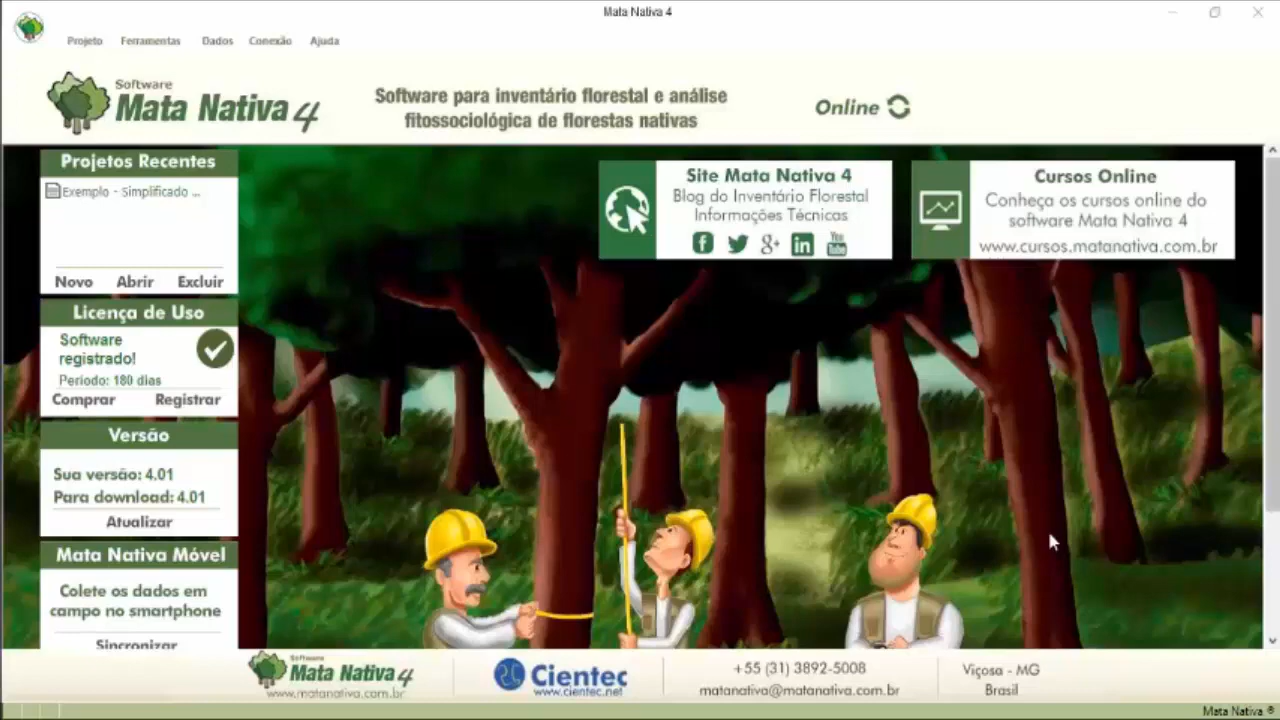 Mata Nativa 4
Projeto Ferramentas Dados Conexão Ajuda
Software
Mata Nativa 4
Software para inventário florestal e análise
fitossociológica de florestas nativas
Online
Projetos Recentes
Exemplo - Simplificado ...
Novo Abrir Excluir
Licença de Uso
Software
registrado!
Período: 180 dias
Comprar Registrar
Versão
Sua versão: 4.01
Para download: 4.01
Atualizar
Mata Nativa Móvel
Colete os dados em
campo no smartphone
Sincronizar
Site Mata Nativa 4
Blog do Inventário Florestal
Informações Técnicas
f g+ in You Tube
Cursos Online
Conheça os cursos online do
software Mata Nativa 4
www.cursos.matanativa.com.br
Software
Mata Nativa 4
www.matanativa.com.br
Cientec
www.cientec.net
+55 (31) 3892-5008
matanativa@matanativa.com.br
Viçosa - MG
Brasil
Mata Nativa ®